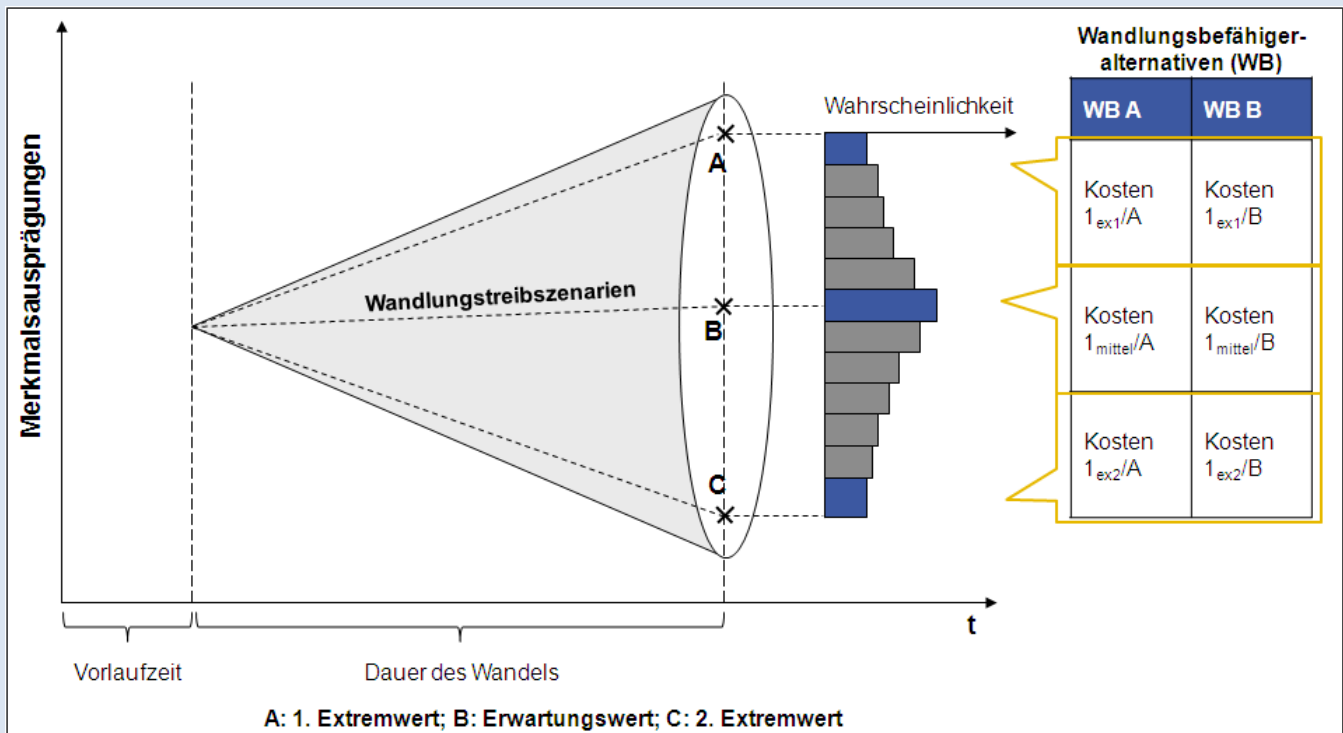 Merkmalsausprägungen
Wandlungstreibszenarien
A
B
C
Wahrscheinlichkeit
Wandlungsbefähiger-
alternativen (WB)
WB A
WB B
Kosten
1ex1/A
Kosten
1ex1/B
Kosten
1mittel/A
Kosten
1mittel/B
Kosten
1ex2/A
Kosten
1ex2/B
t
Vorlaufzeit
Dauer des Wandels
A: 1. Extremwert; B: Erwartungswert; C: 2. Extremwert